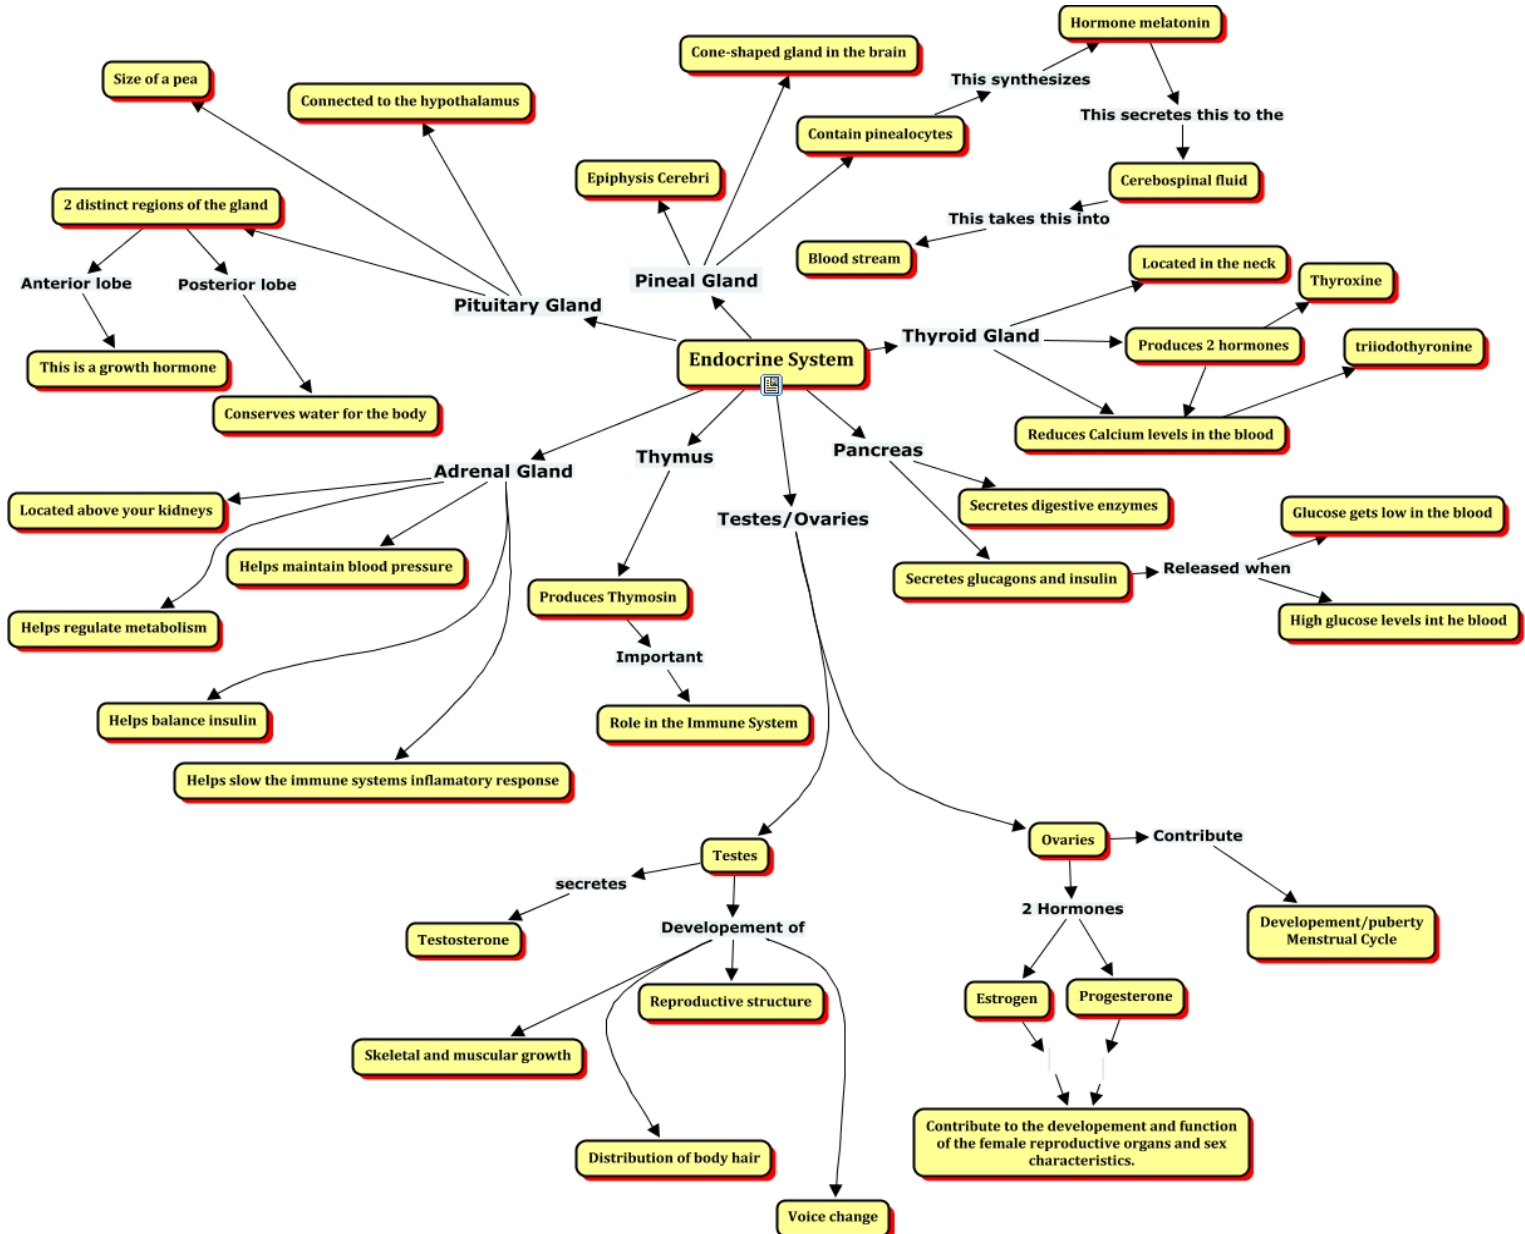 Hormone melatonin
Cone-shaped gland in the brain
Size of a pea
This synthesizes
Connected to the hypothalamus
This secretes this to the
Contain pinealocytes
Epiphysis Cerebri
Cerebospinal fluid
2 distinct regions of the gland
This takes this into
Blood stream
Located in the neck
Anterior lobe
Posterior lobe
Pineal Gland
Thyroxine
Pituitary Gland
Thyroid Gland
Produces 2 hormones
triiodothyronine
Endocrine System
This is a growth hormone
Conserves water for the body
Reduces Calcium levels in the blood
Pancreas
Thymus
Adrenal Gland
Located above your kidneys
Secretes digestive enzymes
Glucose gets low in the blood
Testes/Ovaries
Helps maintain blood pressure
Released when
Secretes glucagons and insulin
Produces Thymosin
High glucose levels int he blood
Helps regulate metabolism
Important
Helps balance insulin
Role in the Immune System
Helps slow the immune systems inflamatory response
Ovaries
Contribute
Testes
secretes
2 Hormones
Developement/puberty
Menstrual Cycle
Developement of
Testosterone
Estrogen
Progesterone
Reproductive structure
Skeletal and muscular growth
Contribute to the developement and function
of the female reproductive organs and sex
characteristics.
Distribution of body hair
Voice change